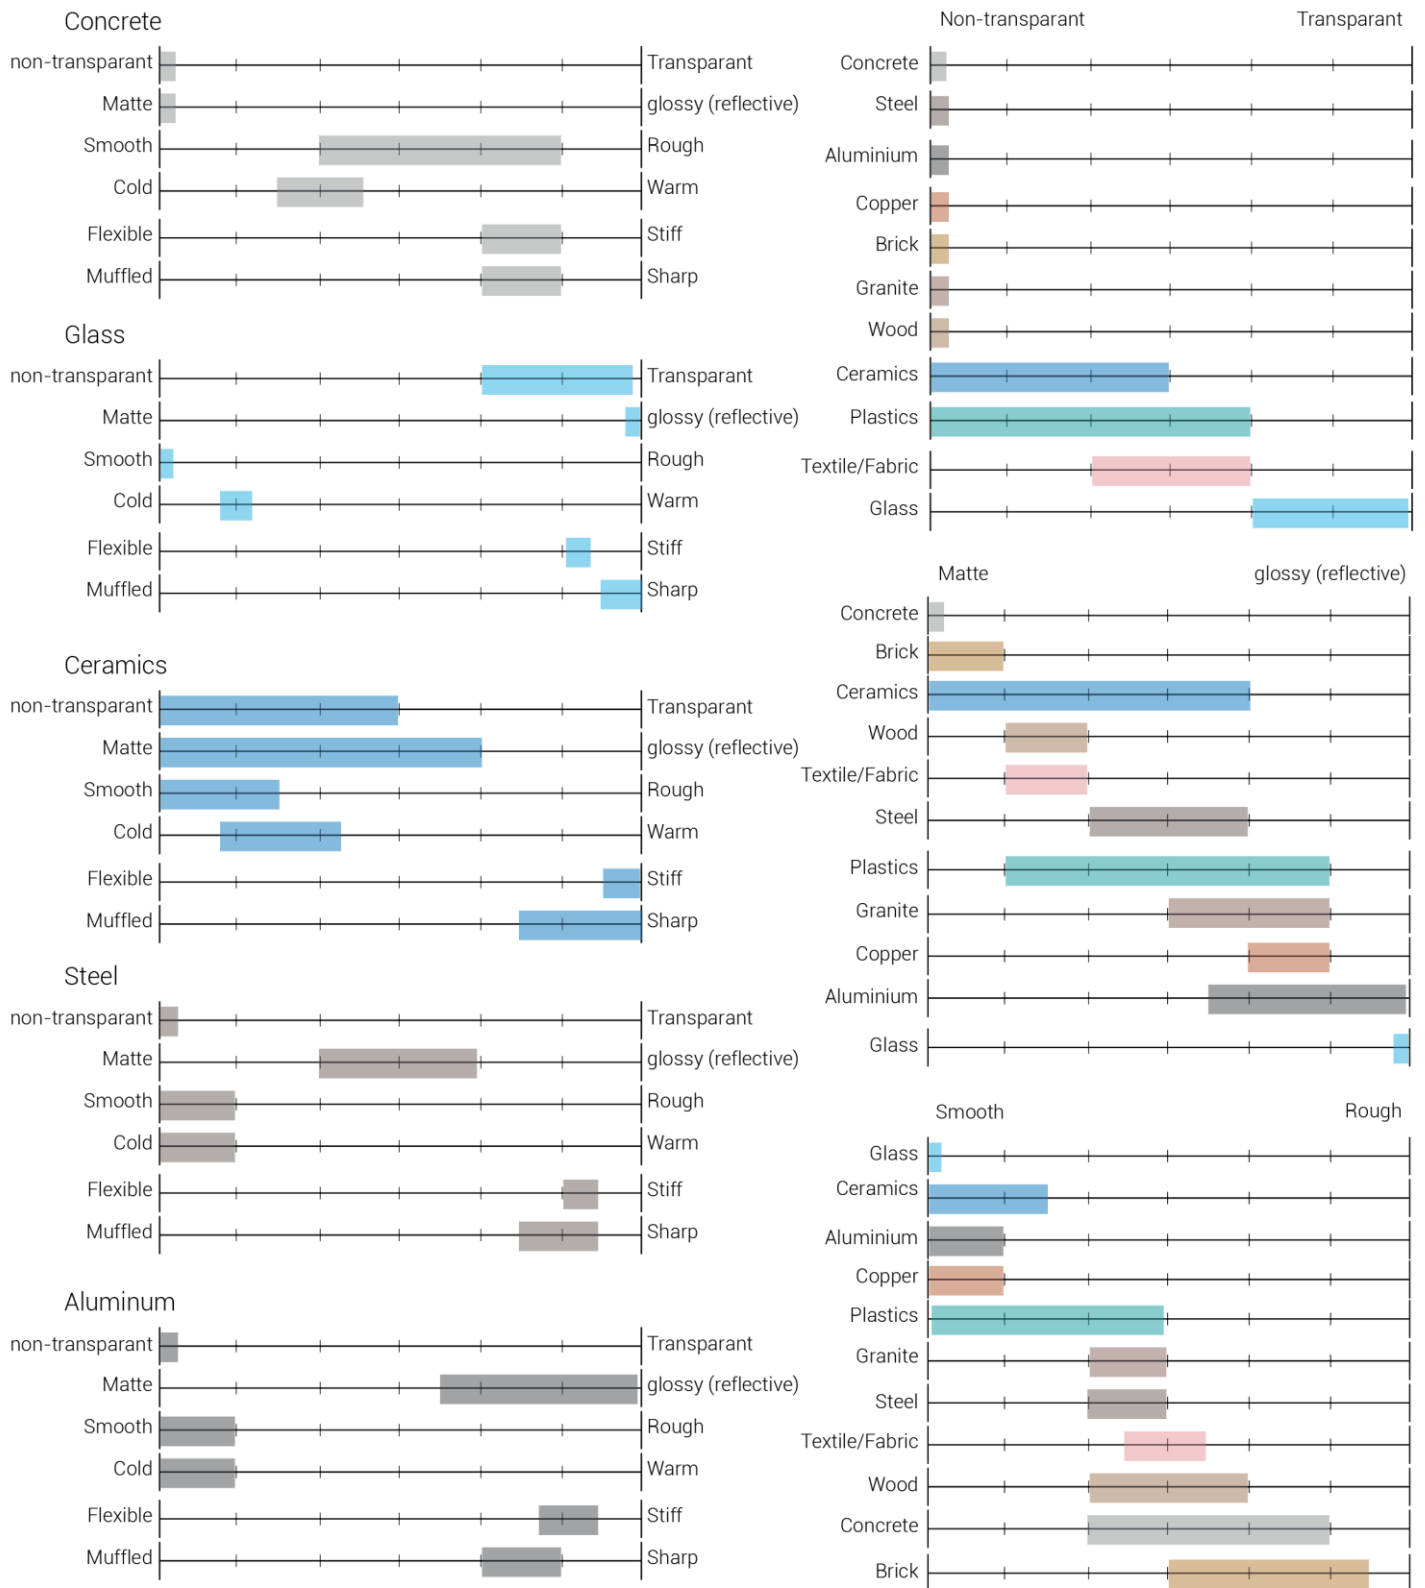 Concrete
non-transparant Transparant
Matte glossy (reflective)
Smooth Rough
Cold Warm
Flexible Stiff
Muffled Sharp
Glass
non-transparant Transparant
Matte glossy (reflective)
Smooth Rough
Cold Warm
Flexible Stiff
Muffled Sharp
Ceramics
non-transparant Transparant
Matte glossy (reflective)
Smooth Rough
Cold Warm
Flexible Stiff
Muffled Sharp
Steel
non-transparant Transparant
Matte glossy (reflective)
Smooth Rough
Cold Warm
Flexible Stiff
Muffled Sharp
Aluminum
non-transparant Transparant
Matte glossy (reflective)
Smooth Rough
Cold Warm
Flexible Stiff
Muffled Sharp
Non-transparant Transparant
Concrete
Steel
Aluminium
Copper
Brick
Granite
Wood
Ceramics
Plastics
Textile/Fabric
Glass
Matte glossy (reflective)
Concrete
Brick
Ceramics
Wood
Textile/Fabric
Steel
Plastics
Granite
Copper
Aluminium
Glass
Smooth Rough
Glass
Ceramics
Aluminium
Copper
Plastics
Granite
Steel
Textile/Fabric
Wood
Concrete
Brick